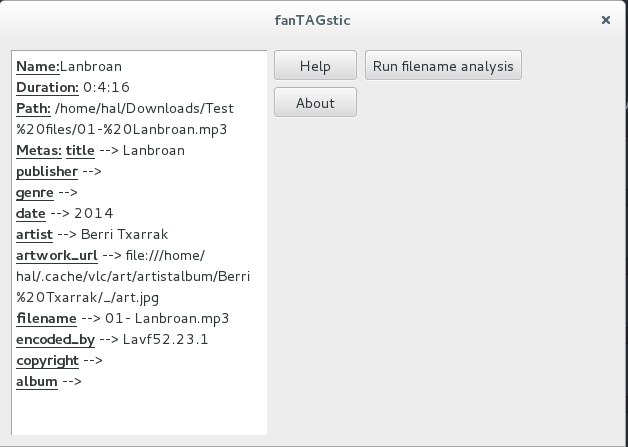 fanTAGstic
×
Name:Lanbroan
Duration: 0:4:16
Path: /home/hal/Downloads/Test
%20files/01-%20Lanbroan.mp3
Metas: title --> Lanbroan
publisher -->
genre -->
date --> 2014
artist --> Berri Txarrak
artwork_url --> file:///home/
hal/.cache/vlc/art/artistalbum/Berri
%20Txarrak/_/art.jpg
filename --> 01- Lanbroan.mp3
encoded_by --> Lavf52.23.1
copyright -->
album -->
Help
Run filename analysis
About